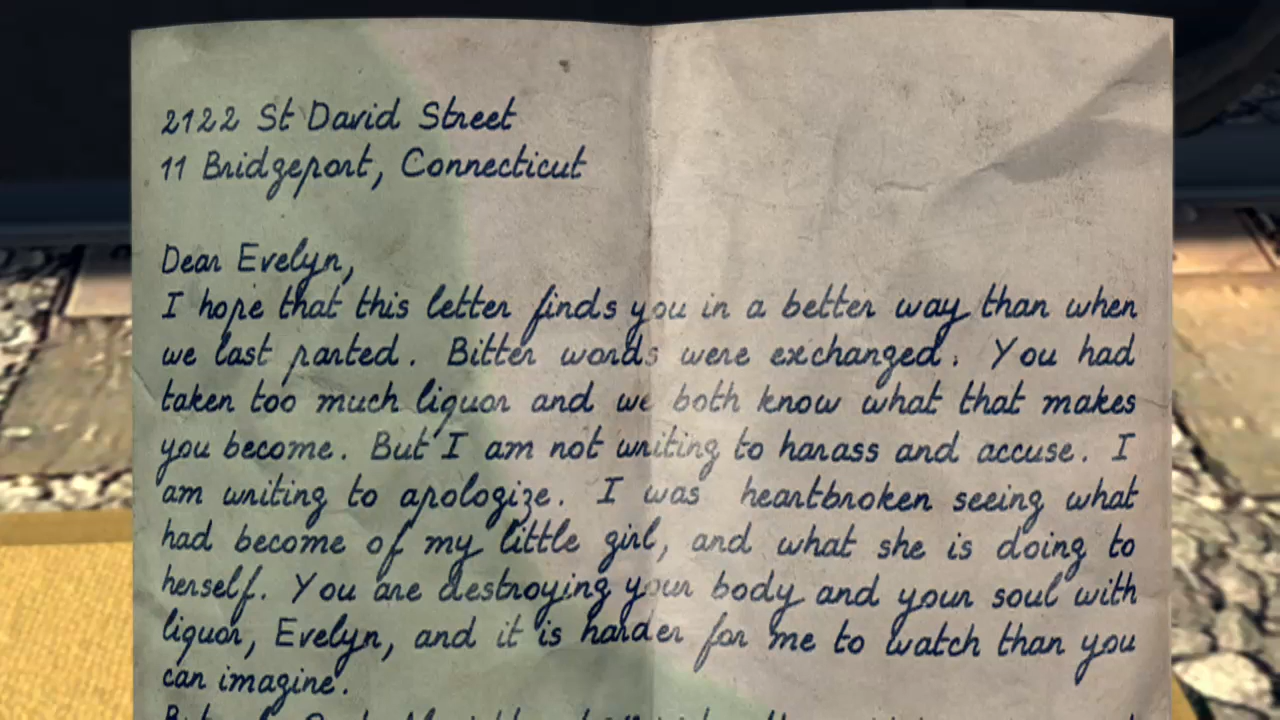 2122 St David Street
11 Bridgeport, Connecticut
Dear Evelyn,
I hope that this letter finds you in a better way than when
we last parted. Bitter words were exchanged. You had
taken too much liquor and we both know what that makes
you become. But I am not writing to harass and accuse. I
am writing to apologize. I was heartbroken seeing what
had become of my little girl, and what she is doing to
herself. You are destroying your body and your soul with
liquor, Evelyn, and it is harder for me to watch than you
can imagine.